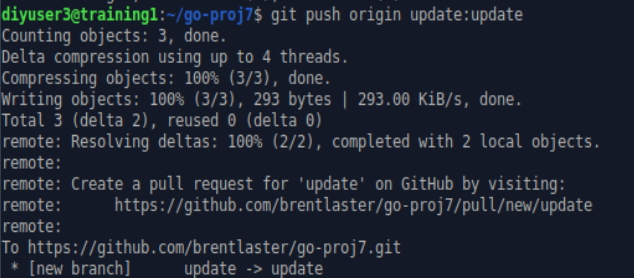 diyuser3@training1:~/go-proj7$ git push origin update:update
Counting objects: 3, done.
Delta compression using up to 4 threads.
Compressing objects: 100% (3/3), done.
Writing objects: 100% (3/3), 293 bytes | 293.00 KiB/s, done.
Total 3 (delta 2), reused 0 (delta 0)
remote: Resolving deltas: 100% (2/2), completed with 2 local objects.
remote:
remote: Create a pull request for 'update' on GitHub by visiting:
remote:      https://github.com/brentlaster/go-proj7/pull/new/update
remote:
To https://github.com/brentlaster/go-proj7.git
 * [new branch]      update -> update